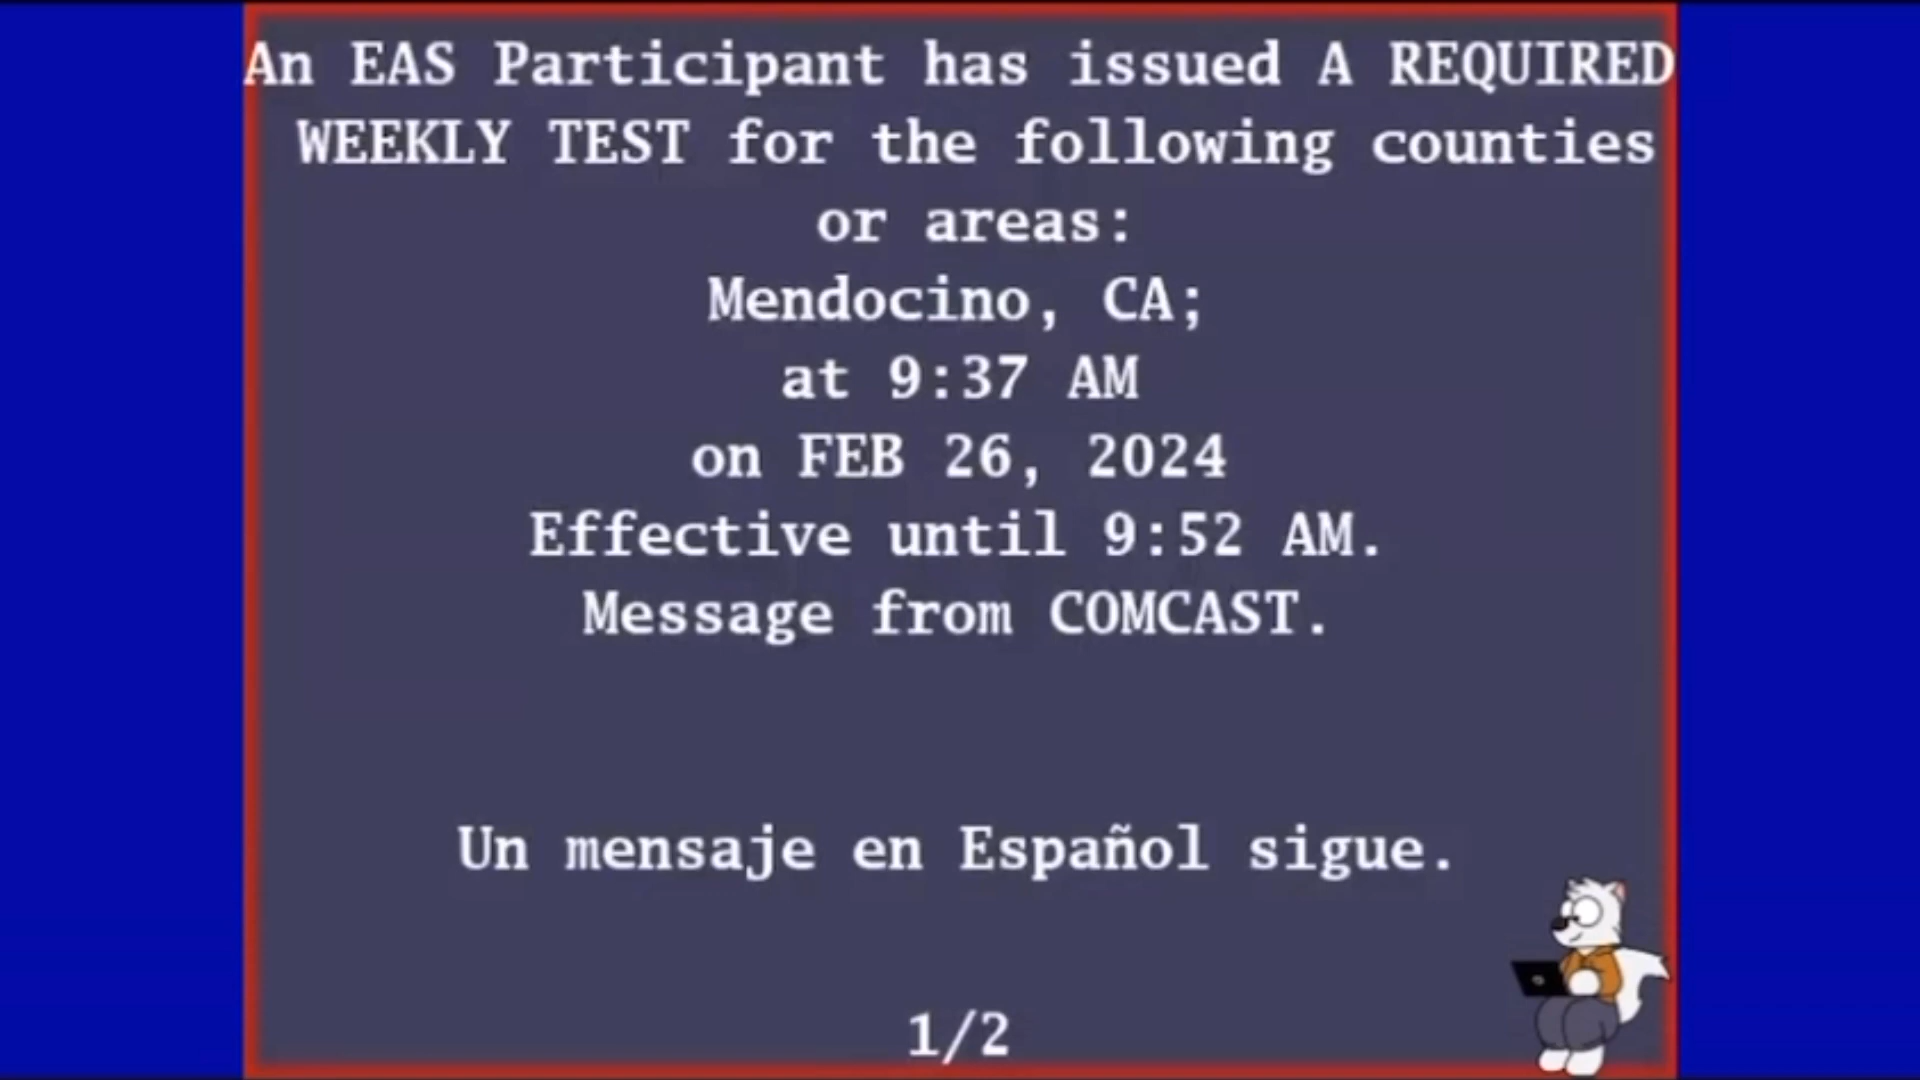 An EAS Participant has issued A REQUIRED
WEEKLY TEST for the following counties
or areas:
Mendocino, CA;
at 9:37 AM
on FEB 26, 2024
Effective until 9:52 AM.
Message from COMCAST.
Un mensaje en Español sigue.
1/2